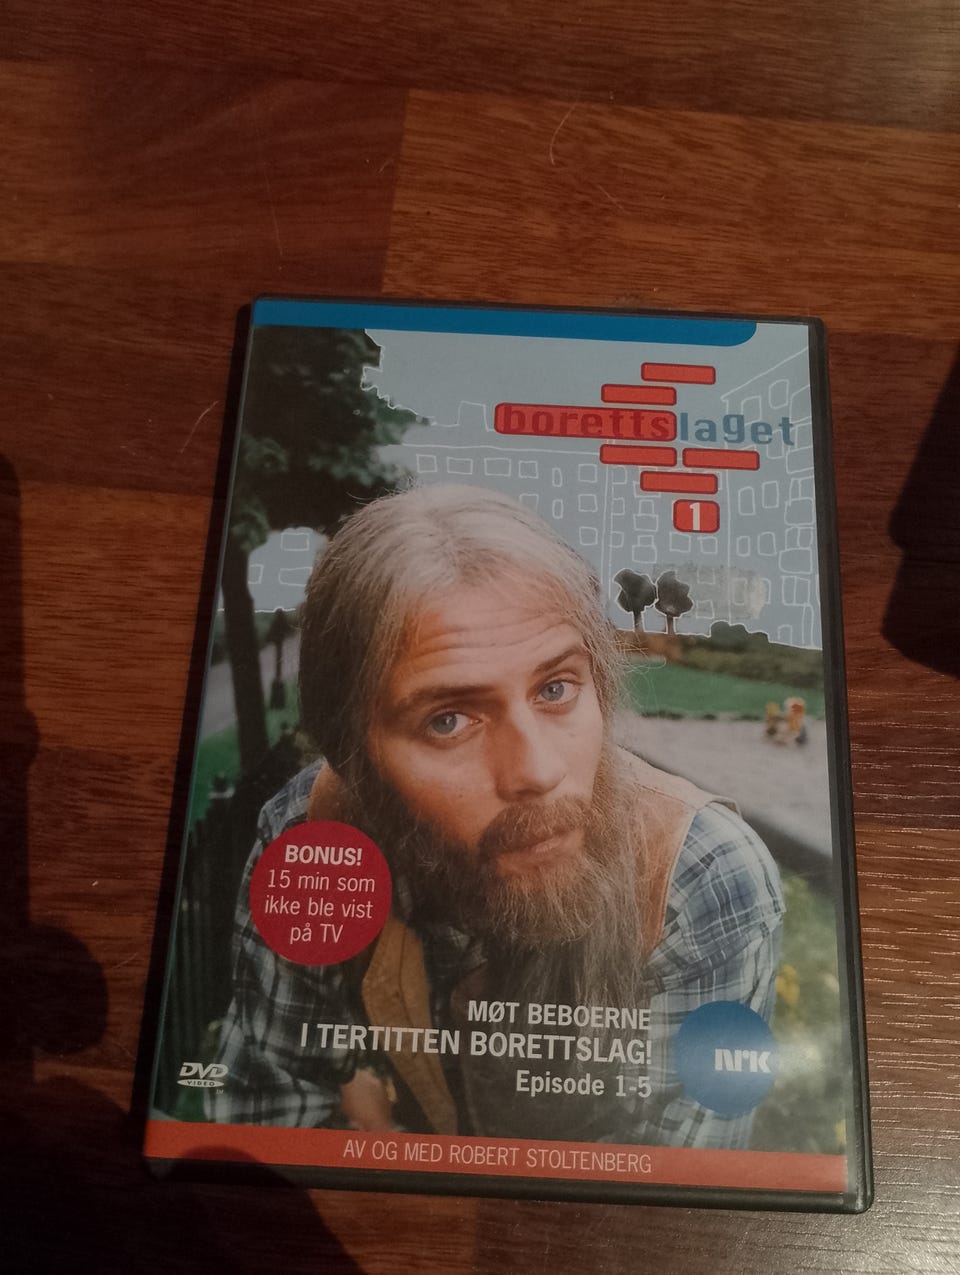 borettslaget
1
BONUS!
15 min som
ikke ble vist
på TV
MØT BEBOERNE
I TERTITTEN BORETTSLAG!
Episode 1-5
NRK
DVD
VIDEO
TM
AV OG MED ROBERT STOLTENBERG